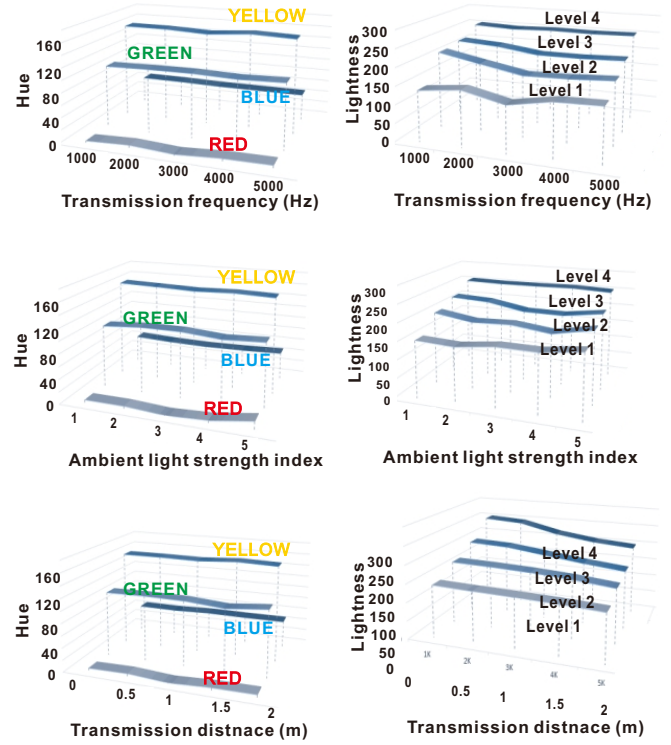 YELLOW
GREEN
BLUE
RED
Hue
160
120
80
40
0
1000
2000
3000
4000
5000
Transmission frequency (Hz)
Level 4
Level 3
Level 2
Level 1
Lightness
300
250
200
150
100
50
0
1000
2000
3000
4000
5000
Transmission frequency (Hz)
YELLOW
GREEN
BLUE
RED
Hue
160
120
80
40
0
1
2
3
4
5
Ambient light strength index
Level 4
Level 3
Level 2
Level 1
Lightness
300
250
200
150
100
50
0
1
2
3
4
5
Ambient light strength index
YELLOW
GREEN
BLUE
RED
Hue
160
120
80
40
0
0
0.5
1
1.5
2
Transmission distnace (m)
Level 4
Level 3
Level 2
Level 1
Lightness
300
250
200
150
100
50
0
1K
2K
3K
4K
5K
0
0.5
1
1.5
2
Transmission distnace (m)